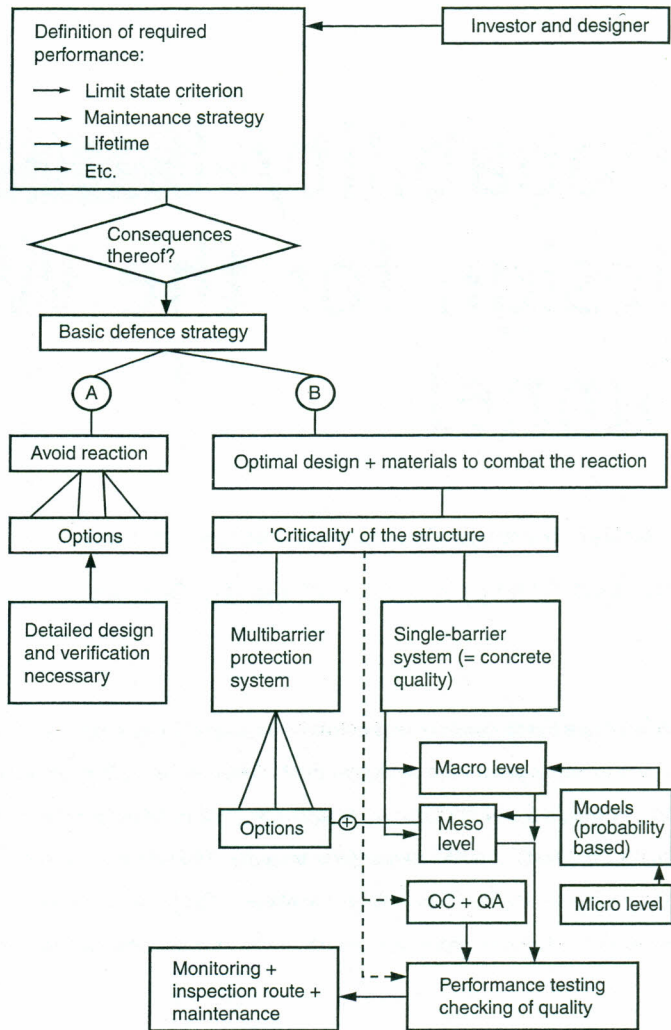 Investor and designer
Definition of required
performance:
Limit state criterion
Maintenance strategy
Lifetime
Etc.
Consequences
thereof?
Basic defence strategy
A
B
Avoid reaction
Optimal design + materials to combat the reaction
Options
'Criticality' of the structure
Detailed design
and verification
necessary
Multibarrier
protection
system
Single-barrier
system (= concrete
quality)
Macro level
Options
+
Meso
level
Models
(probability
based)
QC + QA
Micro level
Monitoring +
inspection route +
maintenance
Performance testing
checking of quality